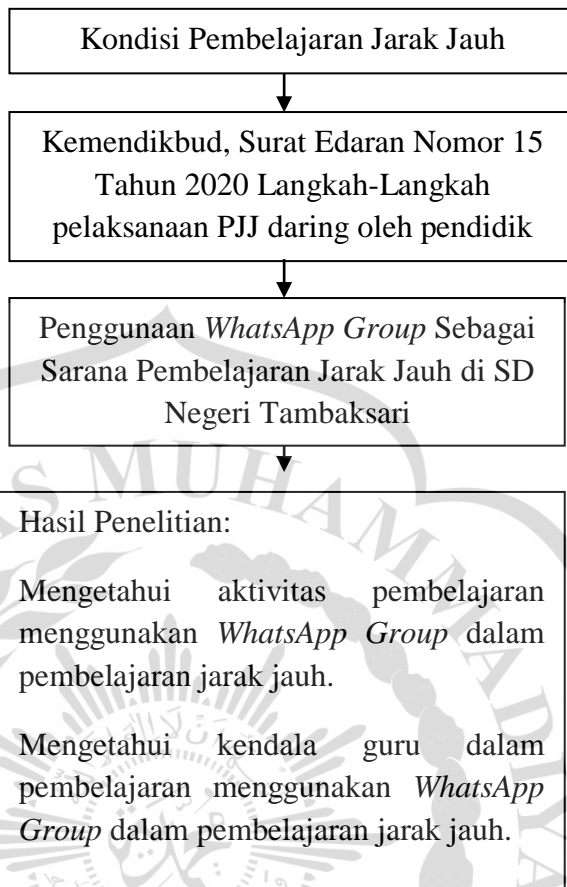 Kondisi Pembelajaran Jarak Jauh
Kemendikbud, Surat Edaran Nomor 15
Tahun 2020 Langkah-Langkah
pelaksanaan PJJ daring oleh pendidik
Penggunaan WhatsApp Group Sebagai
Sarana Pembelajaran Jarak Jauh di SD
Negeri Tambaksari
AS MUHAMMADIYA
Hasil Penelitian:
Mengetahui aktivitas pembelajaran
menggunakan WhatsApp Group dalam
pembelajaran jarak jauh.
Mengetahui kendala guru dalam
pembelajaran menggunakan WhatsApp
Group dalam pembelajaran jarak jauh.